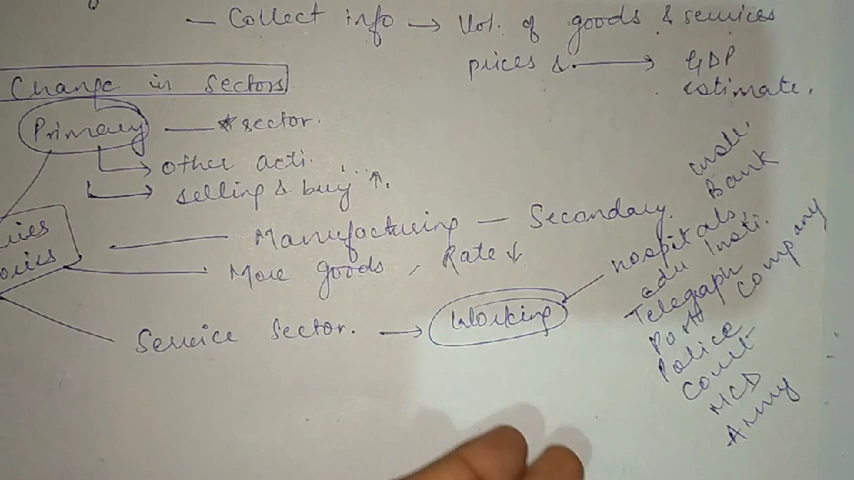 — Collect info → Vol. of goods & services
prices & → GDP
estimate.
Change in sectors
Primary — * sector.
→ other acti.
→ selling & buy ↑.
Manufacturing — Secondary.
More goods, Rate ↓
Service Sector. → Working
Bank
hospitals,
edu Insti.
Telegraph
Post Company
Police
Court
MCD
Army